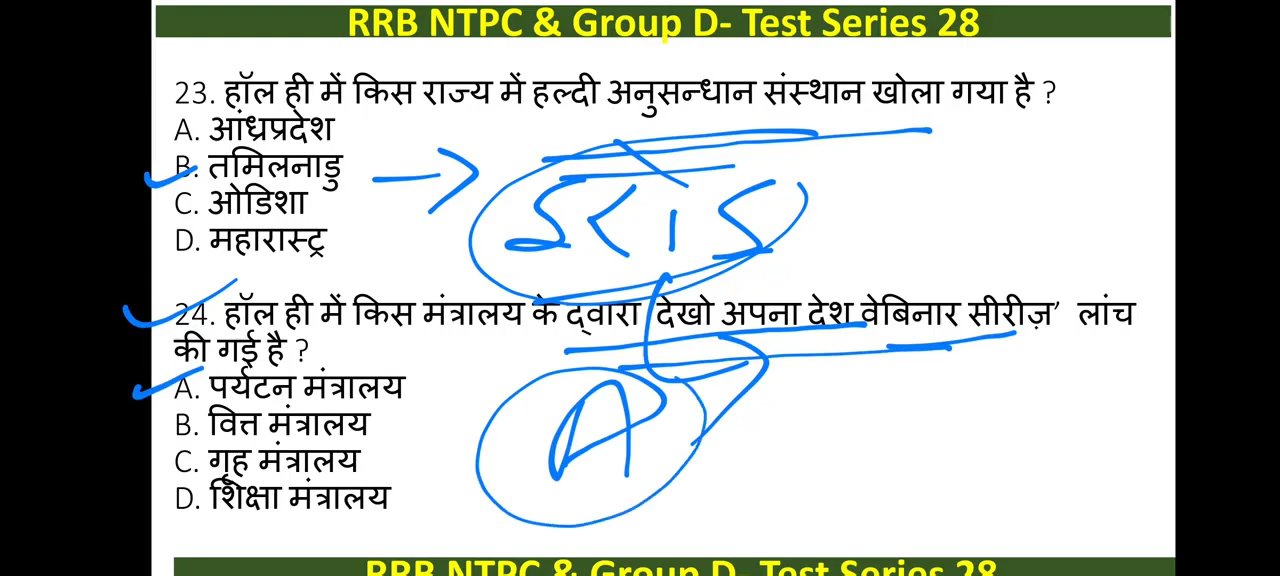 RRB NTPC & Group D- Test Series 28
23. हॉल ही में किस राज्य में हल्दी अनुसन्धान संस्थान खोला गया है ?
A. आंध्रप्रदेश
B. तमिलनाडु
C. ओडिशा
D. महारास्ट्र
24. हॉल ही में किस मंत्रालय के द्वारा देखो अपना देश वेबिनार सीरीज़’ लांच
की गई है ?
A. पर्यटन मंत्रालय
A
B. वित्त मंत्रालय
C. गृह मंत्रालय
D. शिक्षा मंत्रालय
RRB NTPC & Group D- Test Series 28